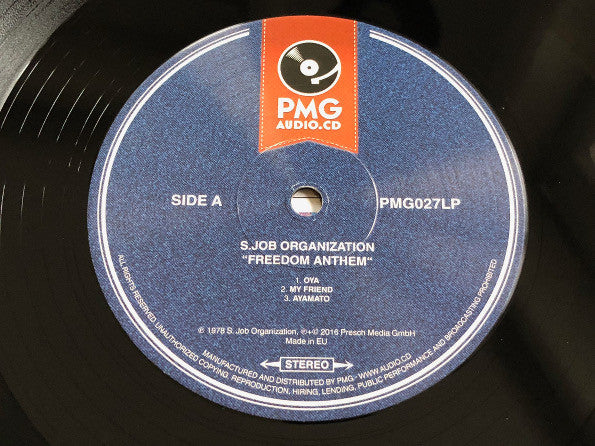 PMG
AUDIO.CD
SIDE A
PMG027LP
S.JOB ORGANIZATION
"FREEDOM ANTHEM"
1. OYA
2. MY FRIEND
3. AYAMATO
℗ 1978 S. Job Organization, ℗+© 2016 Presch Media GmbH
Made in EU
STEREO
MANUFACTURED AND DISTRIBUTED BY PMG - WWW.AUDIO.CD
ALL RIGHTS RESERVED. UNAUTHORIZED COPYING, REPRODUCTION, HIRING, LENDING, PUBLIC PERFORMANCE AND BROADCASTING PROHIBITED